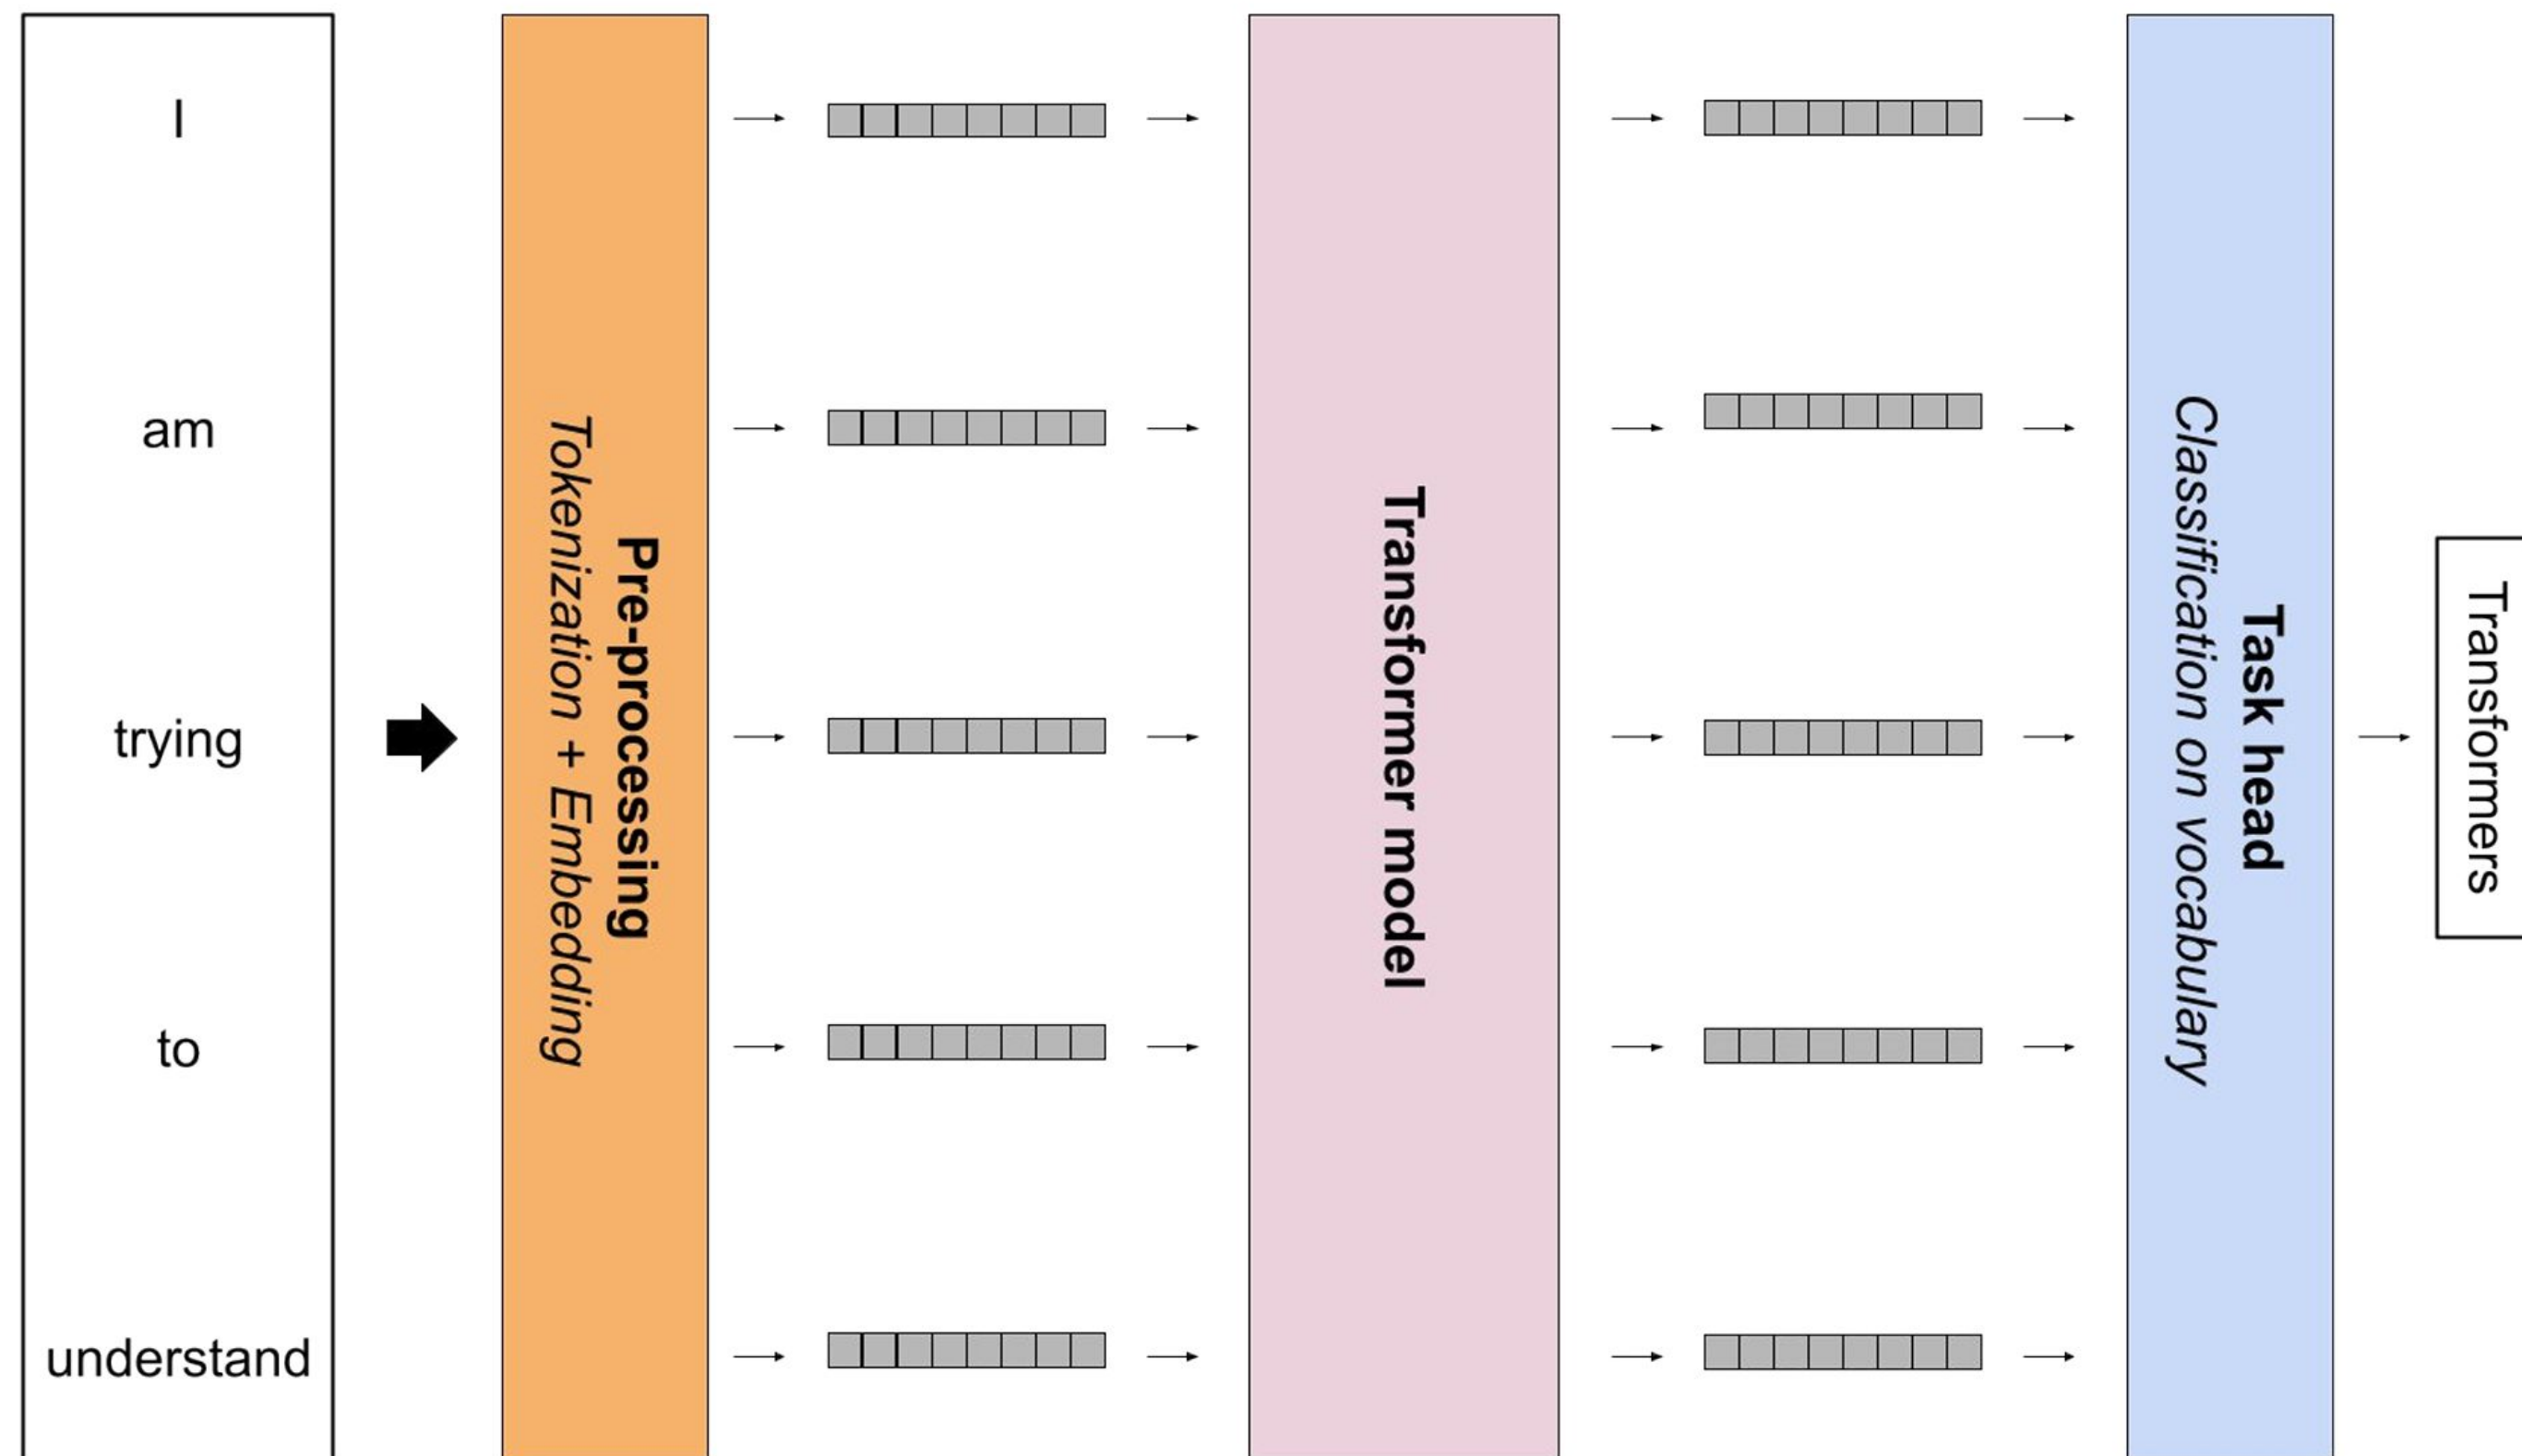 I
am
trying
to
understand
Pre-processing
Tokenization + Embedding
Transformer model
Task head
Classification on vocabulary
Transformers